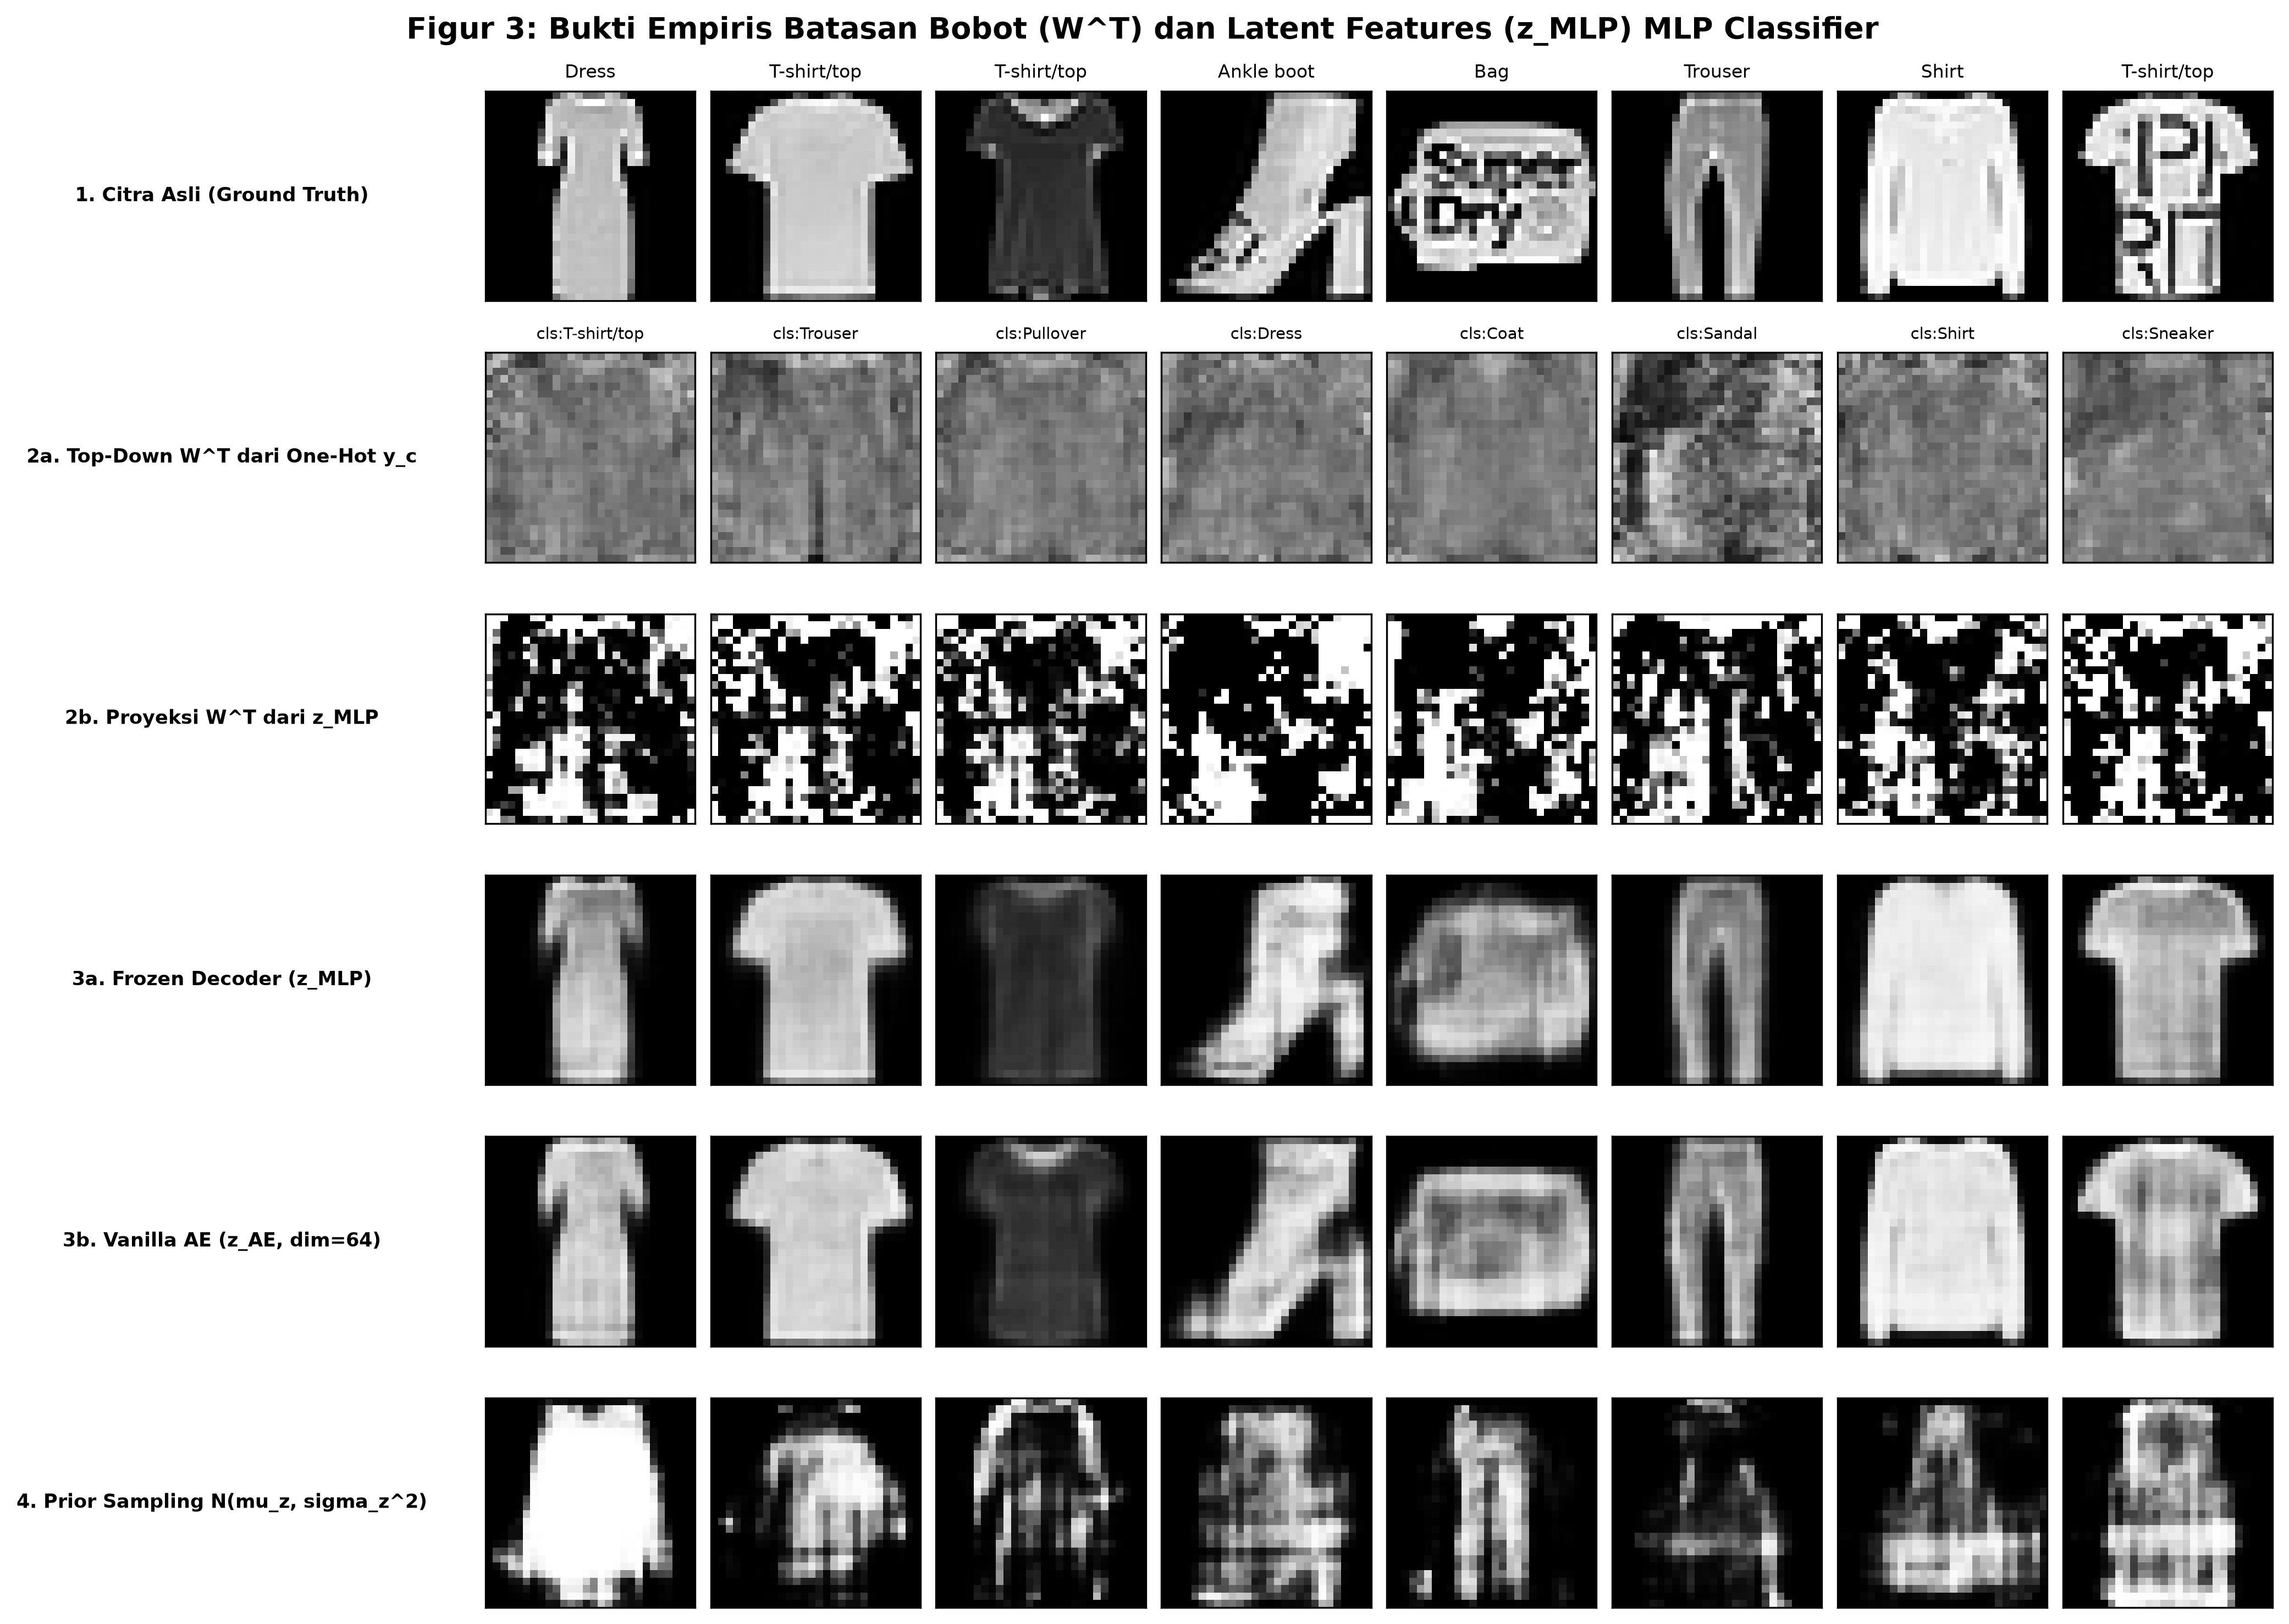 Figur 3: Bukti Empiris Batasan Bobot (W^T) dan Latent Features (z_MLP) MLP Classifier
Dress T-shirt/top T-shirt/top Ankle boot Bag Trouser Shirt T-shirt/top
1. Citra Asli (Ground Truth)
Super
Dry
cls:T-shirt/top cls:Trouser cls:Pullover cls:Dress cls:Coat cls:Sandal cls:Shirt cls:Sneaker
2a. Top-Down W^T dari One-Hot y_c
2b. Proyeksi W^T dari z_MLP
3a. Frozen Decoder (z_MLP)
3b. Vanilla AE (z_AE, dim=64)
4. Prior Sampling N(mu_z, sigma_z^2)